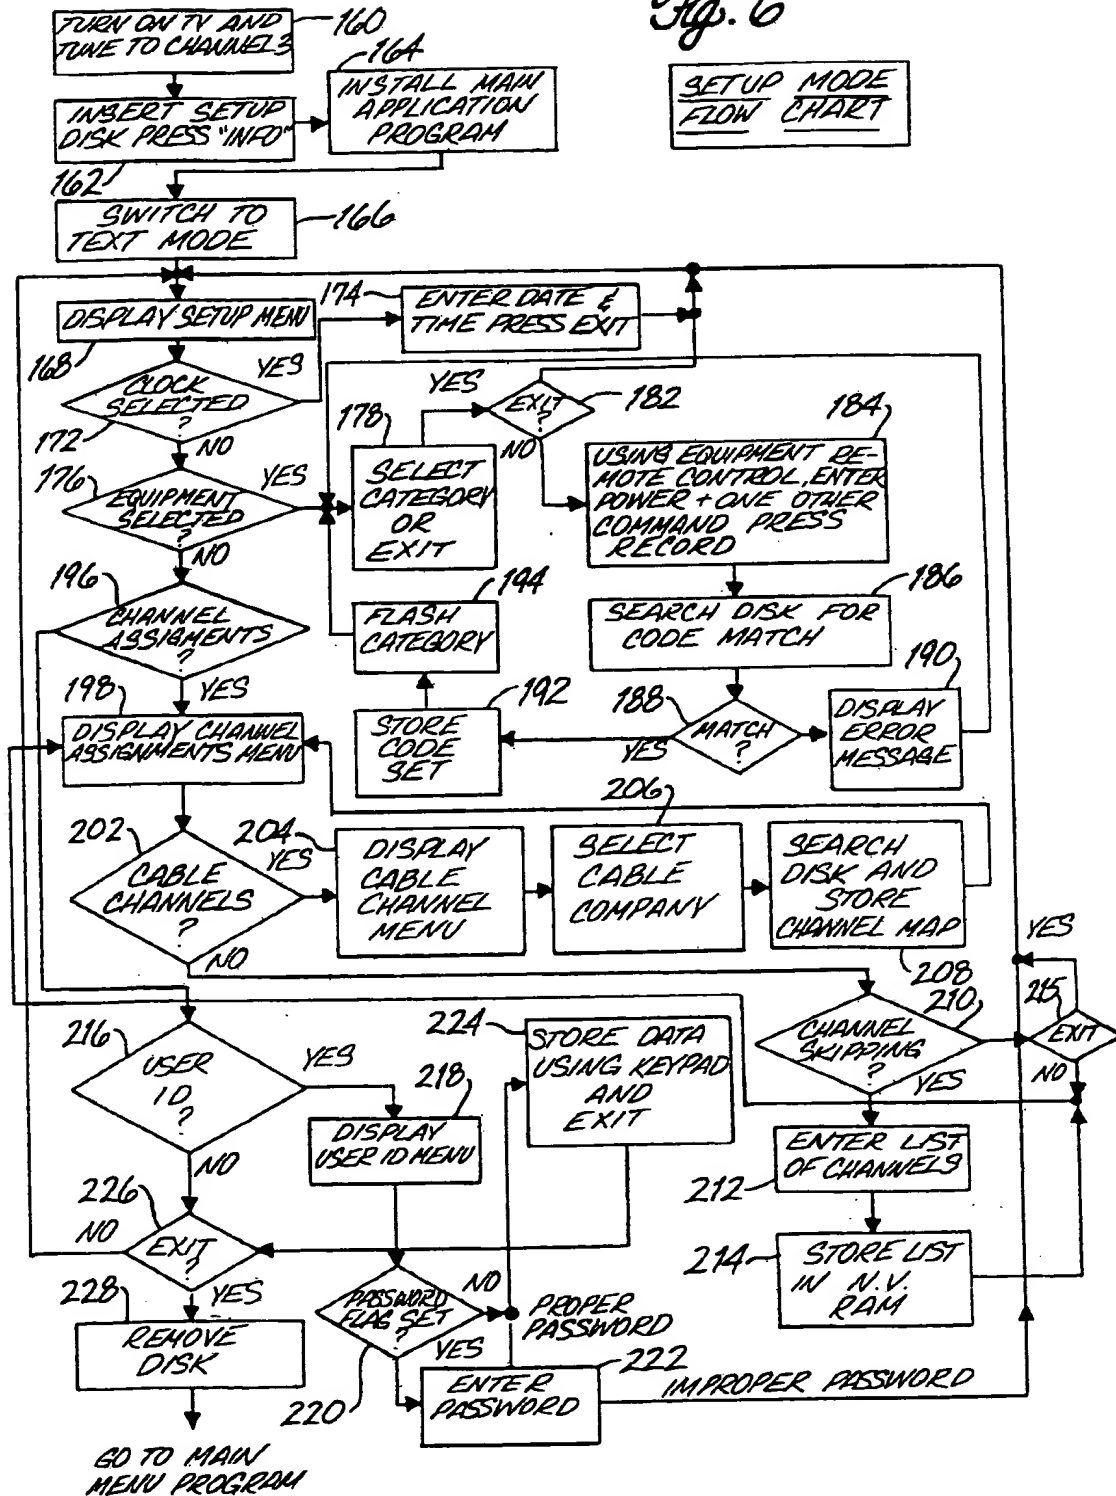 Fig. 6
SETUP MODE
FLOW CHART
TURN ON TV AND
TUNE TO CHANNEL 3
160
INSERT SETUP
DISK PRESS "INFO"
162
164
INSTALL MAIN
APPLICATION
PROGRAM
SWITCH TO
TEXT MODE
166
DISPLAY SETUP MENU
168
174
ENTER DATE &
TIME PRESS EXIT
CLOCK
SELECTED
?
172
YES
NO
176
EQUIPMENT
SELECTED
?
YES
NO
178
SELECT
CATEGORY
OR
EXIT
YES
EXIT
?
182
NO
184
USING EQUIPMENT RE-
MOTE CONTROL, ENTER
POWER + ONE OTHER
COMMAND PRESS
RECORD
186
SEARCH DISK FOR
CODE MATCH
188
MATCH
?
YES
190
DISPLAY
ERROR
MESSAGE
192
STORE
CODE
SET
194
FLASH
CATEGORY
196
CHANNEL
ASSIGMENTS
?
YES
198
DISPLAY CHANNEL
ASSIGNMENTS MENU
202
CABLE
CHANNELS
?
YES
NO
204
DISPLAY
CABLE
CHANNEL
MENU
206
SELECT
CABLE
COMPANY
SEARCH
DISK AND
STORE
CHANNEL MAP
208
210
CHANNEL
SKIPPING
?
YES
215
EXIT
YES
NO
ENTER LIST
OF CHANNELS
212
STORE LIST
IN N.V.
RAM
214
216
USER
ID
?
YES
NO
218
DISPLAY
USER ID MENU
224
STORE DATA
USING KEYPAD
AND
EXIT
PASSWORD
FLAG SET
?
220
NO
YES
PROPER
PASSWORD
222
ENTER
PASSWORD
IMPROPER PASSWORD
226
EXIT
?
NO
YES
228
REMOVE
DISK
GO TO MAIN
MENU PROGRAM